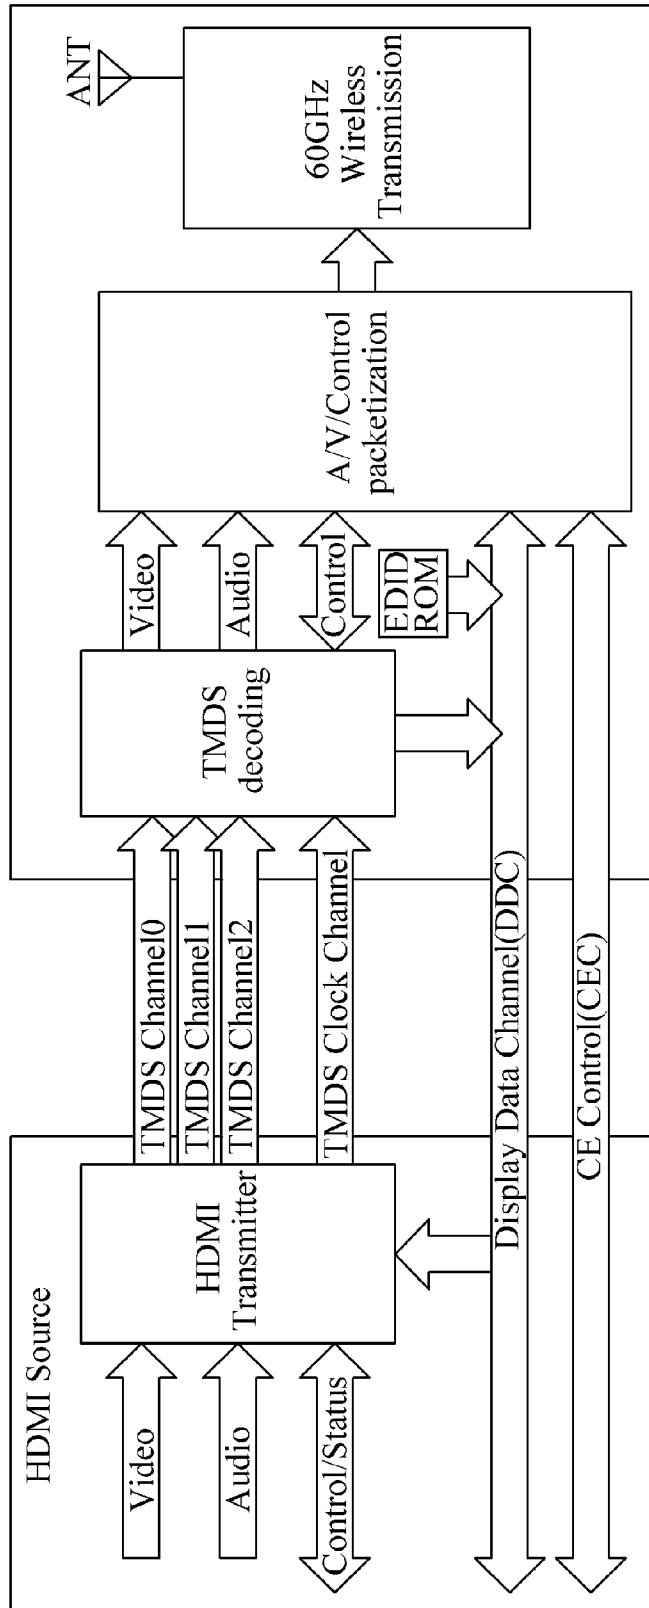 HDMI Source
Video
Audio
Control/Status
HDMI
Transmitter
TMDS Channel0
TMDS Channel1
TMDS Channel2
TMDS Clock Channel
Display Data Channel(DDC)
CE Control(CEC)
TMDS
decoding
Video
Audio
Control
EDID
ROM
A/V/Control
packetization
60GHz
Wireless
Transmission
ANT